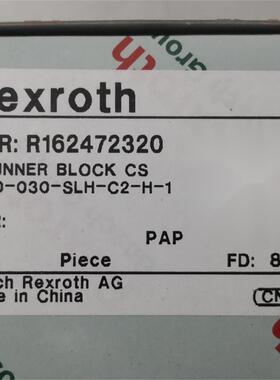 exroth
R: R162472320
UNNER BLOCK CS
0-030-SLH-C2-H-1
R:
PAP
Piece FD: 8
ch Rexroth AG
e in China
CN